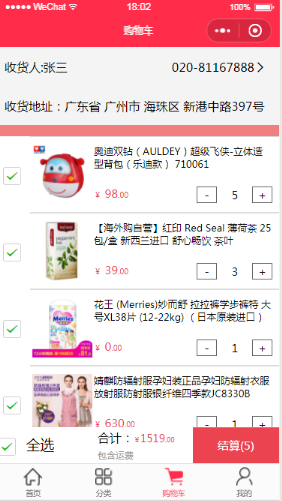 WeChat
18:02
100%
购物车
收货人:张三
020-81167888
收货地址：广东省 广州市 海珠区 新港中路397号
奥迪双钻（AULDEY）超级飞侠-立体造型背包（乐迪款） 710061
¥ 98.00
- 5 +
【海外购自营】红印 Red Seal 薄荷茶 25包/盒 新西兰进口 舒心畅饮 茶叶
¥ 39.00
- 3 +
花王 (Merries)妙而舒 拉拉裤学步裤特大号XL38片 (12-22kg) （日本原装进口）
Merries
¥ 0.00
- 1 +
婧麒防辐射服孕妇装正品孕妇防辐射衣服放射服防射服银纤维四季款JC8330B
¥ 630.00
- 1 +
全选
合计：¥1519.00
包含运费
结算(5)
首页
分类
购物车
我的